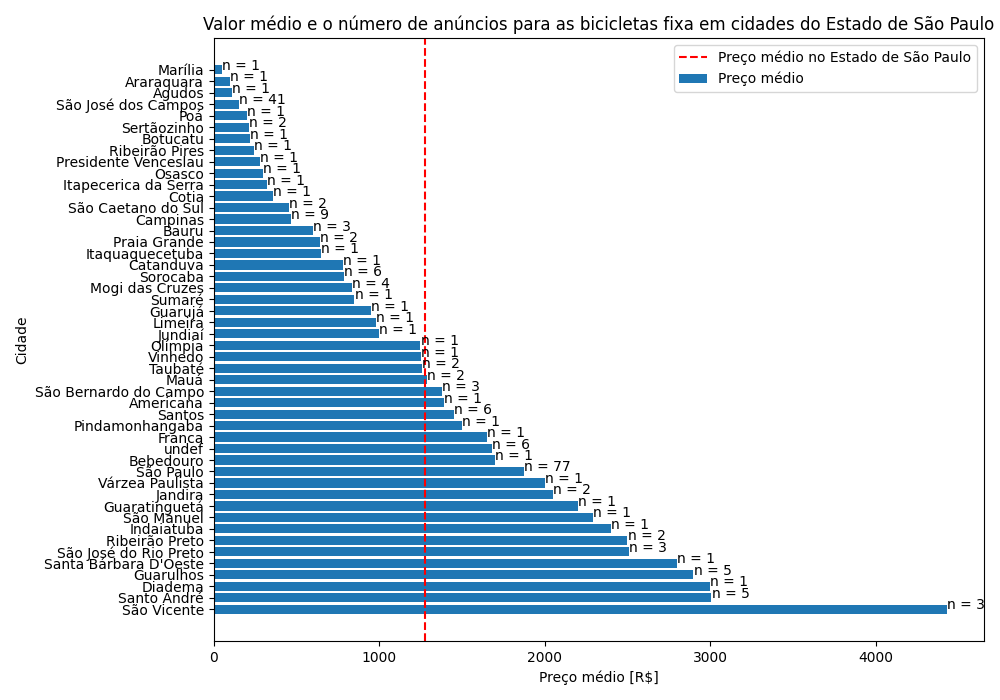 Valor médio e o número de anúncios para as bicicletas fixa em cidades do Estado de São Paulo
Preço médio no Estado de São Paulo
Preço médio
Cidade
Marília n = 1
Araraquara n = 1
Agudos n = 1
São José dos Campos n = 41
Poá n = 1
Sertãozinho n = 2
Botucatu n = 1
Ribeirão Pires n = 1
Presidente Venceslau n = 1
Osasco n = 1
Itapecerica da Serra n = 1
Cotia n = 1
São Caetano do Sul n = 2
Campinas n = 9
Bauru n = 3
Praia Grande n = 2
Itaquaquecetuba n = 1
Catanduva n = 1
Sorocaba n = 6
Mogi das Cruzes n = 4
Sumaré n = 1
Guarujá n = 1
Limeira n = 1
Jundiaí n = 1
Olímpia n = 1
Vinhedo n = 1
Taubaté n = 2
Mauá n = 2
São Bernardo do Campo n = 3
Americana n = 1
Santos n = 6
Pindamonhangaba n = 1
Franca n = 1
undef n = 6
Bebedouro n = 1
São Paulo n = 77
Várzea Paulista n = 1
Jandira n = 2
Guaratinguetá n = 1
São Manuel n = 1
Indaiatuba n = 1
Ribeirão Preto n = 2
São José do Rio Preto n = 3
Santa Bárbara D'Oeste n = 1
Guarulhos n = 5
Diadema n = 1
Santo André n = 5
São Vicente n = 3
0 1000 2000 3000 4000
Preço médio [R$]